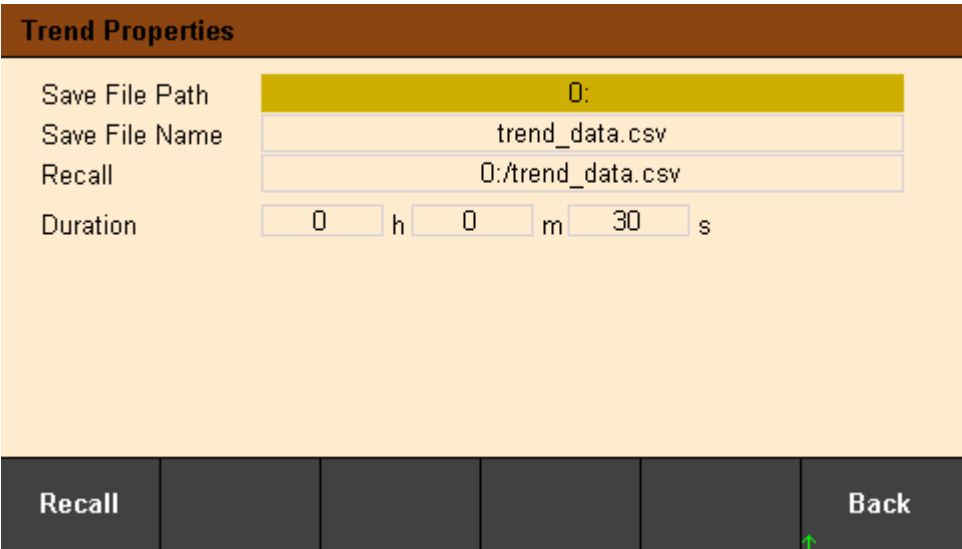 Trend Properties
Save File Path 0:
Save File Name trend_data.csv
Recall 0:/trend_data.csv
Duration 0 h 0 m 30 s
Recall Back